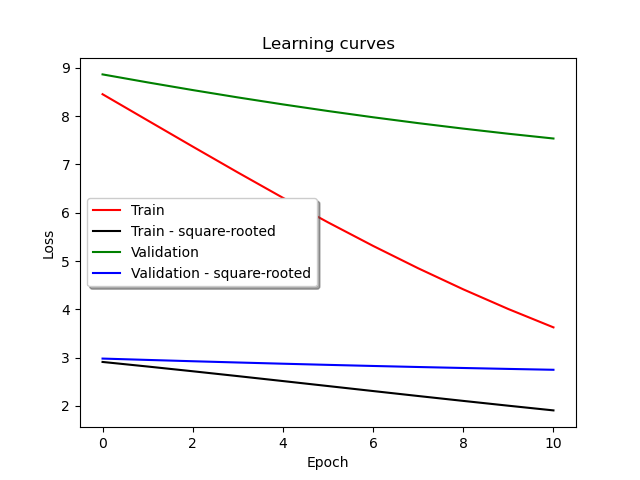 Learning curves
9
8
7
6
5
4
3
2
Loss
Train
Train - square-rooted
Validation
Validation - square-rooted
0 2 4 6 8 10
Epoch